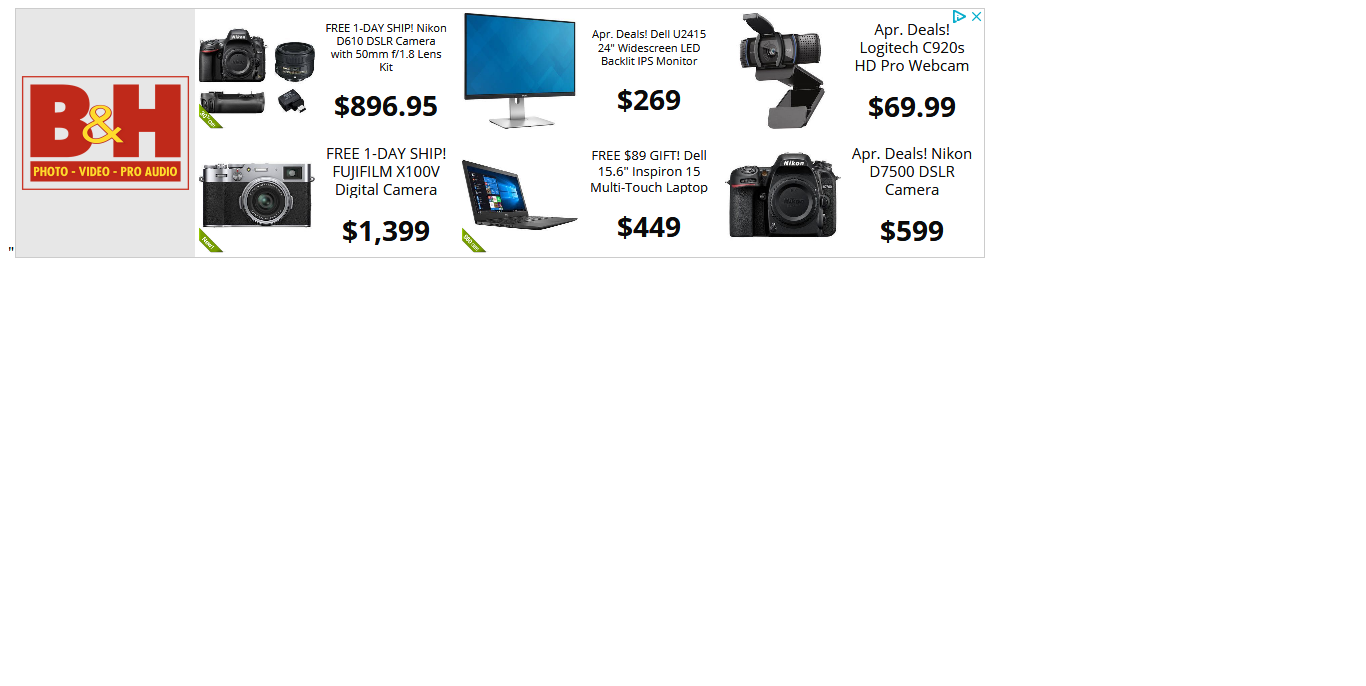 B&H
PHOTO - VIDEO - PRO AUDIO
FREE 1-DAY SHIP! Nikon
D610 DSLR Camera
with 50mm f/1.8 Lens
Kit
$896.95
Apr. Deals! Dell U2415
24" Widescreen LED
Backlit IPS Monitor
$269
Apr. Deals!
Logitech C920s
HD Pro Webcam
$69.99
FREE 1-DAY SHIP!
FUJIFILM X100V
Digital Camera
$1,399
New!
FREE $89 GIFT! Dell
15.6" Inspiron 15
Multi-Touch Laptop
$449
Apr. Deals! Nikon
D7500 DSLR
Camera
$599
Nikon
Nikon
"